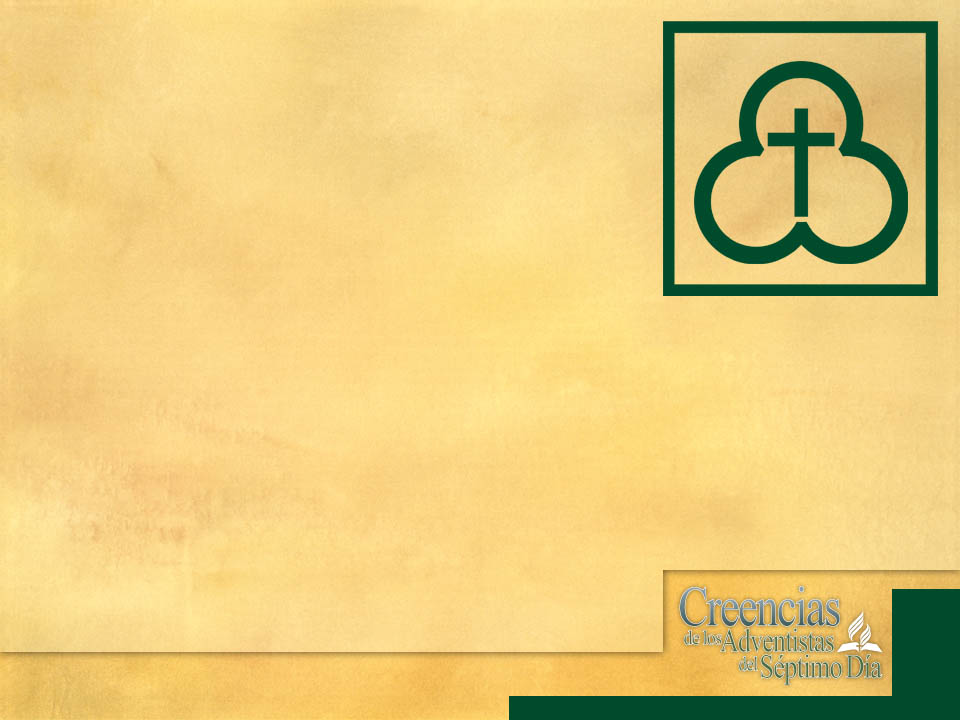 Creencias
de los Adventistas
del Séptimo Día